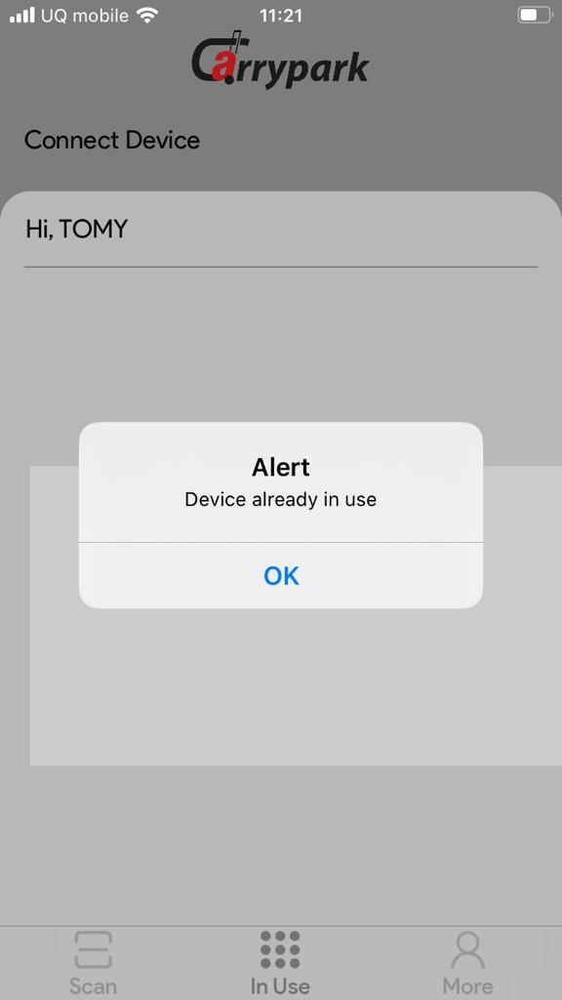 UQ mobile
11:21
Carrypark
Connect Device
Hi, TOMY
Alert
Device already in use
OK
Scan
In Use
More